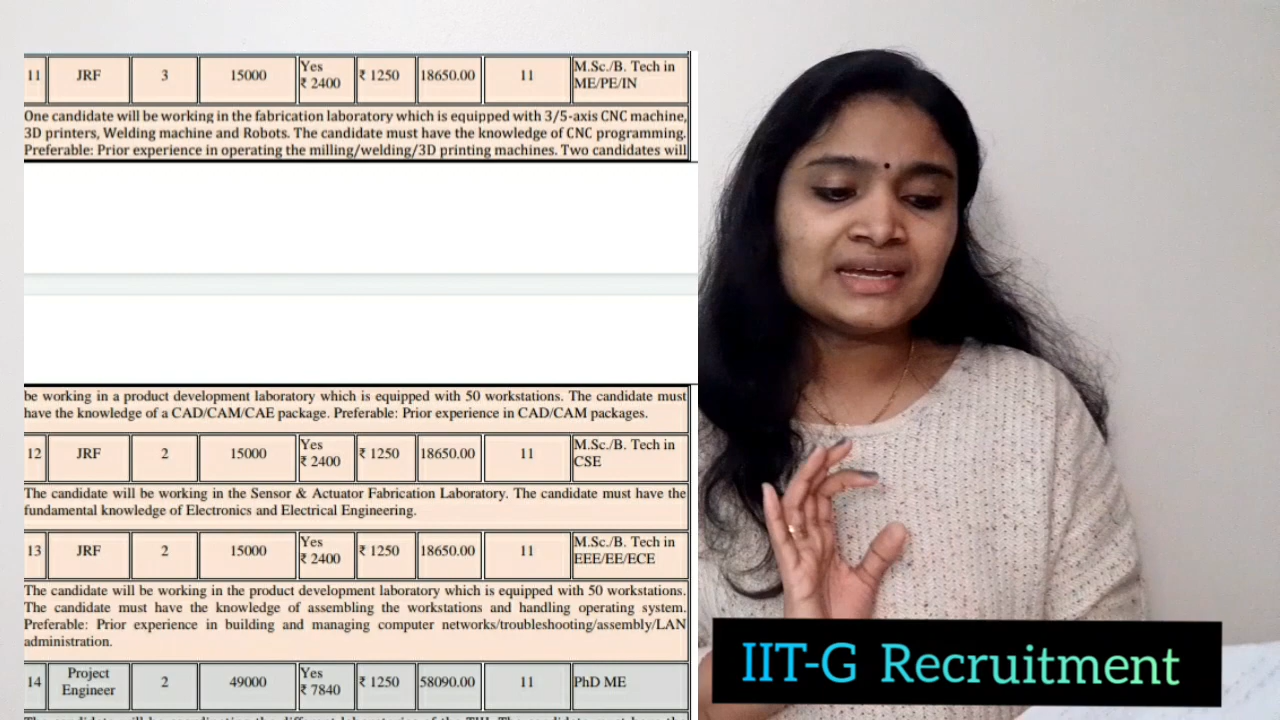 11 JRF 3 15000 Yes ₹ 2400 ₹ 1250 18650.00 11 M.Sc./B. Tech in ME/PE/IN
One candidate will be working in the fabrication laboratory which is equipped with 3/5-axis CNC machine,
3D printers, Welding machine and Robots. The candidate must have the knowledge of CNC programming.
Preferable: Prior experience in operating the milling/welding/3D printing machines. Two candidates will
be working in a product development laboratory which is equipped with 50 workstations. The candidate must
have the knowledge of a CAD/CAM/CAE package. Preferable: Prior experience in CAD/CAM packages.
12 JRF 2 15000 Yes ₹ 2400 ₹ 1250 18650.00 11 M.Sc./B. Tech in CSE
The candidate will be working in the Sensor & Actuator Fabrication Laboratory. The candidate must have the
fundamental knowledge of Electronics and Electrical Engineering.
13 JRF 2 15000 Yes ₹ 2400 ₹ 1250 18650.00 11 M.Sc./B. Tech in EEE/EE/ECE
The candidate will be working in the product development laboratory which is equipped with 50 workstations.
The candidate must have the knowledge of assembling the workstations and handling operating system.
Preferable: Prior experience in building and managing computer networks/troubleshooting/assembly/LAN
administration.
14 Project Engineer 2 49000 Yes ₹ 7840 ₹ 1250 58090.00 11 PhD ME
IIT-G Recruitment